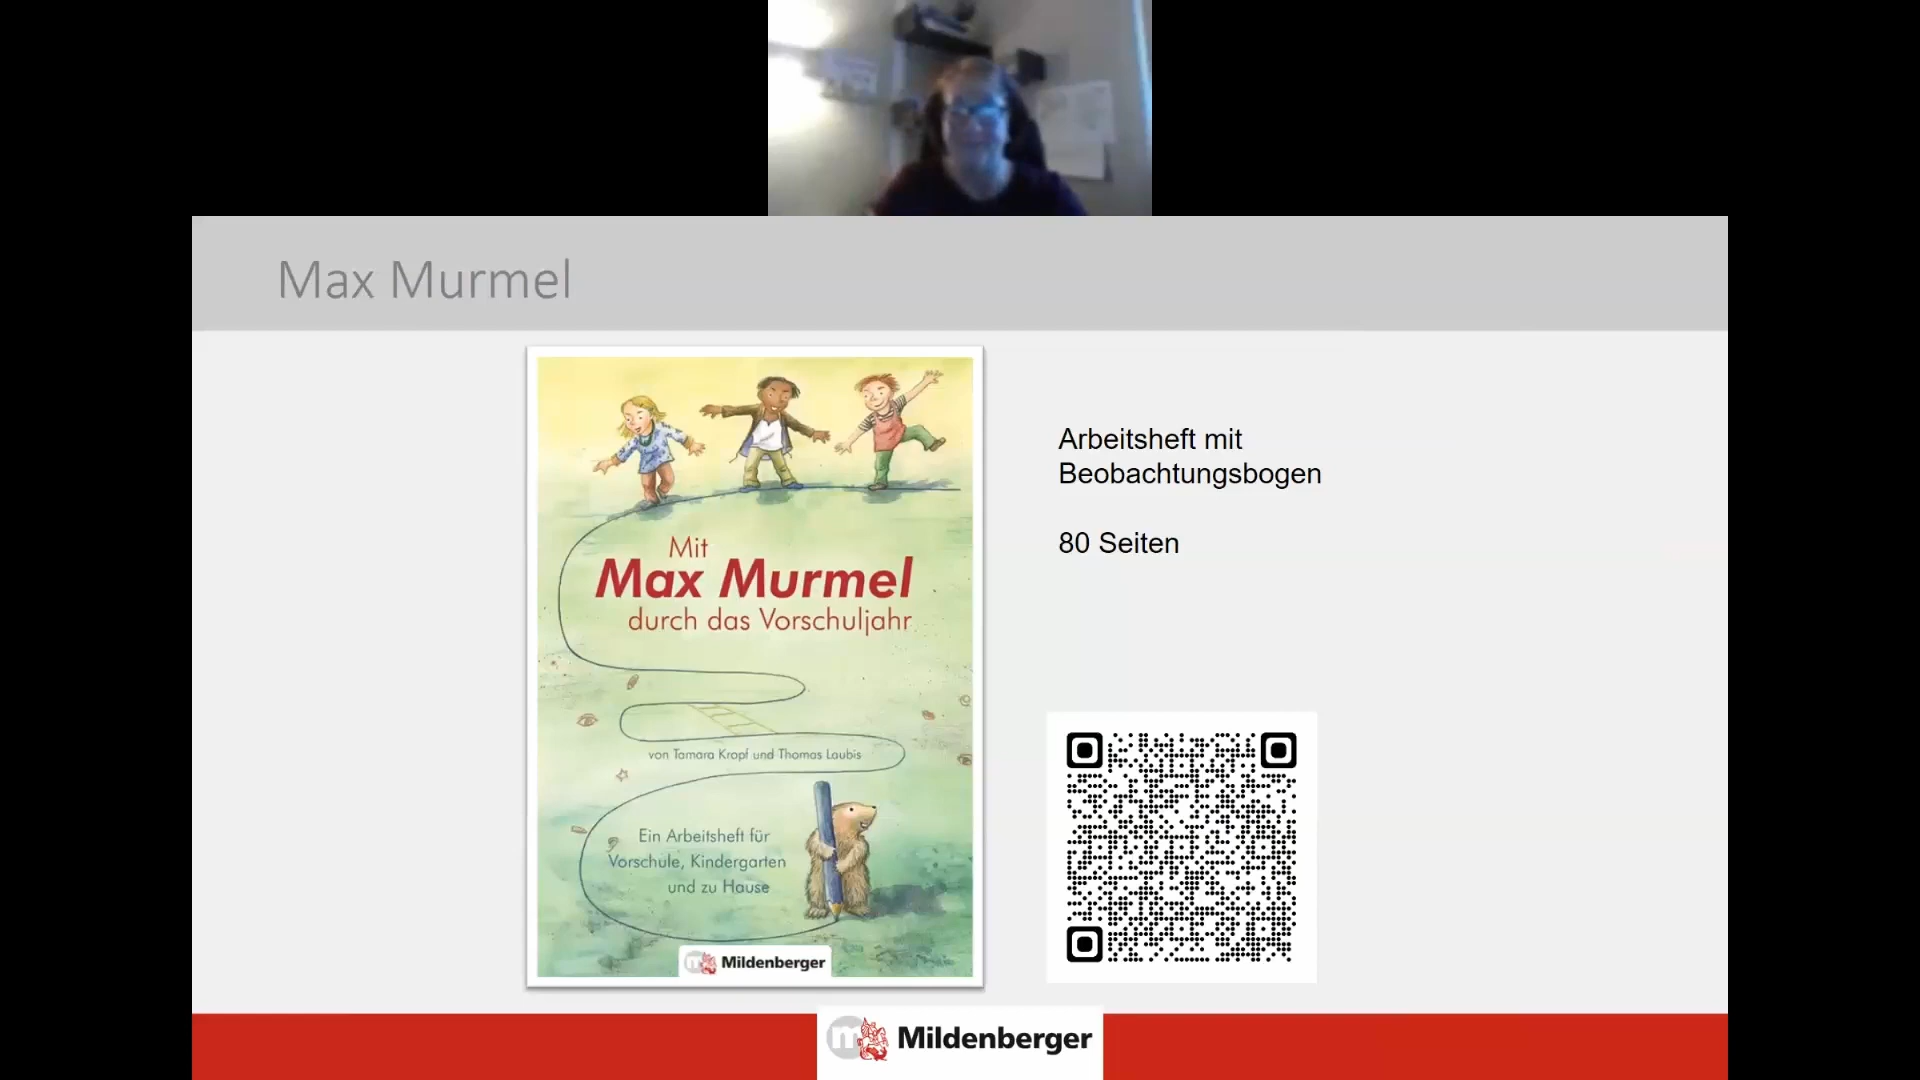 Max Murmel
Mit
Max Murmel
durch das Vorschuljahr
von Tamara Kropf und Thomas Laubis
Ein Arbeitsheft für
Vorschule, Kindergarten
und zu Hause
m Mildenberger
Arbeitsheft mit
Beobachtungsbogen
80 Seiten
m Mildenberger